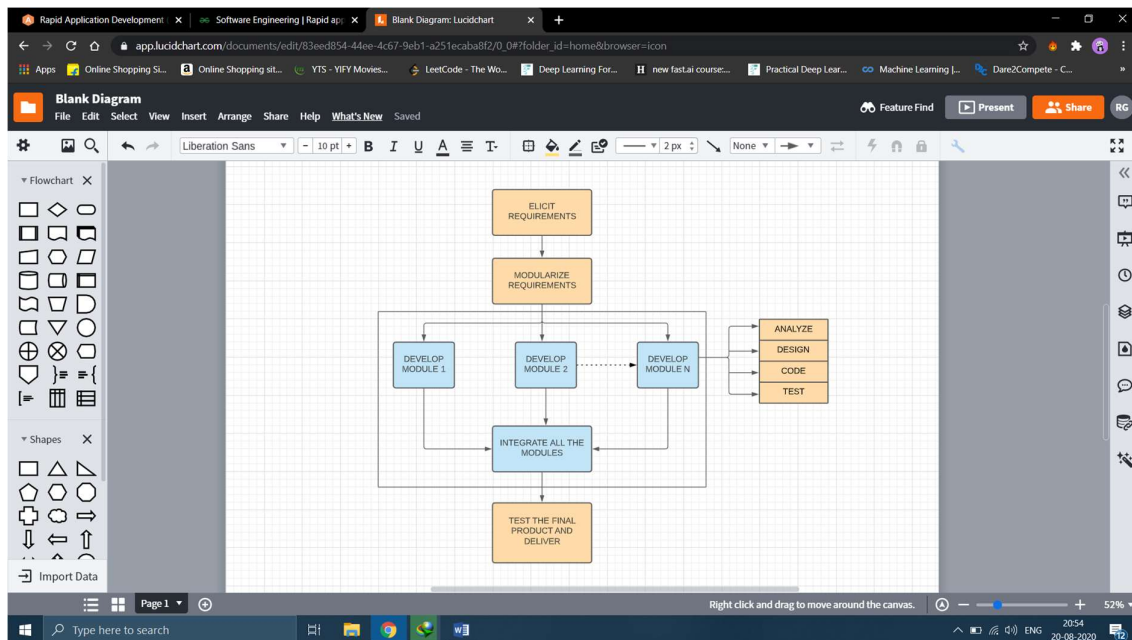 Rapid Application Development
Software Engineering | Rapid app
Blank Diagram: Lucidchart
app.lucidchart.com/documents/edit/83eed854-44ee-4c67-9eb1-a251ecaba8f2/0_0#?folder_id=home&browser=icon
Apps
Online Shopping Si...
Online Shopping sit...
YTS - YIFY Movies...
LeetCode - The Wo...
Deep Learning For...
new fast.ai course:...
Practical Deep Lear...
Machine Learning |...
Dare2Compete - C...
Blank Diagram
File Edit Select View Insert Arrange Share Help What's New Saved
Feature Find
Present
Share
RG
Liberation Sans
10 pt
2 px
None
Flowchart
ELICIT
REQUIREMENTS
MODULARIZE
REQUIREMENTS
DEVELOP
MODULE 1
DEVELOP
MODULE 2
DEVELOP
MODULE N
ANALYZE
DESIGN
CODE
TEST
INTEGRATE ALL THE
MODULES
TEST THE FINAL
PRODUCT AND
DELIVER
Shapes
Import Data
Page 1
Right click and drag to move around the canvas.
52%
Type here to search
ENG
20:54
20-08-2020